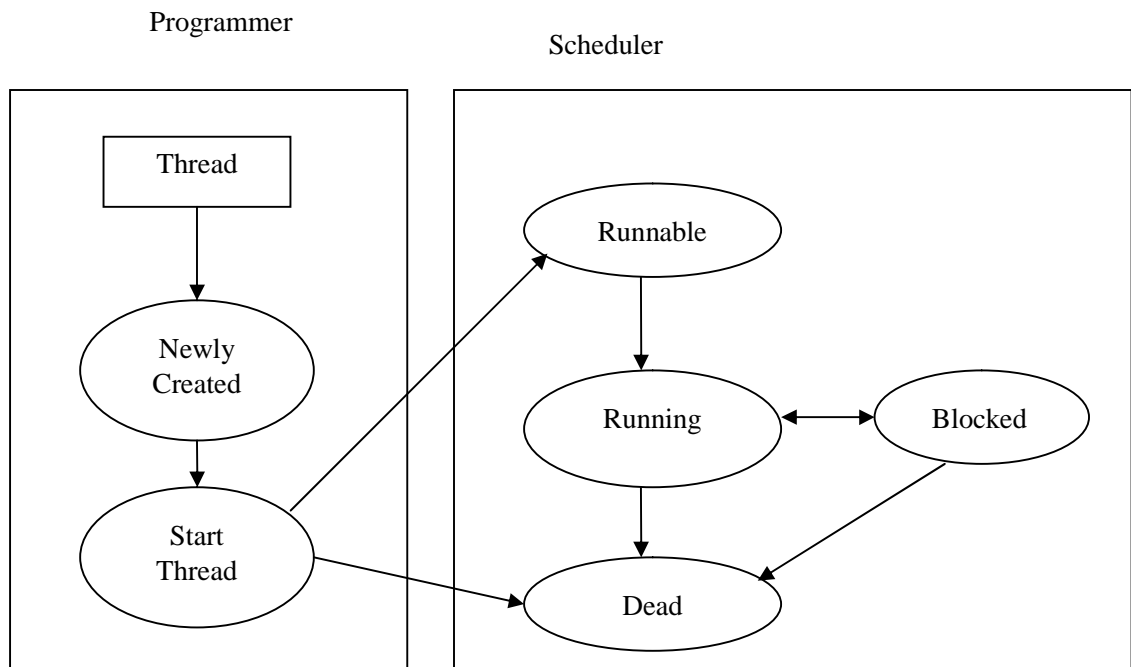 Programmer
Scheduler
Thread
Newly
Created
Start
Thread
Runnable
Running
Blocked
Dead